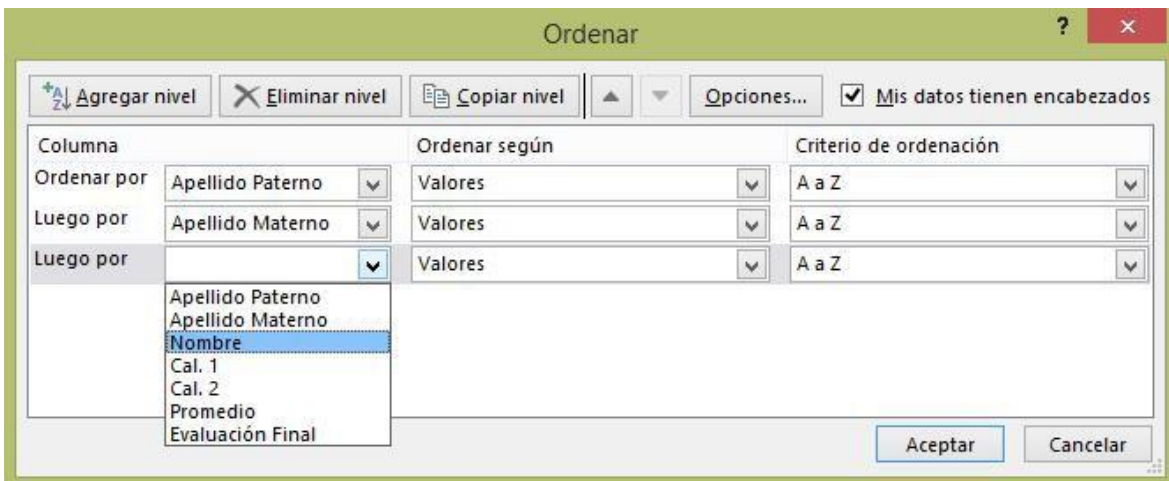 Ordenar
?
Agregar nivel Eliminar nivel Copiar nivel Opciones... Mis datos tienen encabezados
Columna Ordenar según Criterio de ordenación
Ordenar por Apellido Paterno Valores A a Z
Luego por Apellido Materno Valores A a Z
Luego por Valores A a Z
Apellido Paterno
Apellido Materno
Nombre
Cal. 1
Cal. 2
Promedio
Evaluación Final
Aceptar Cancelar